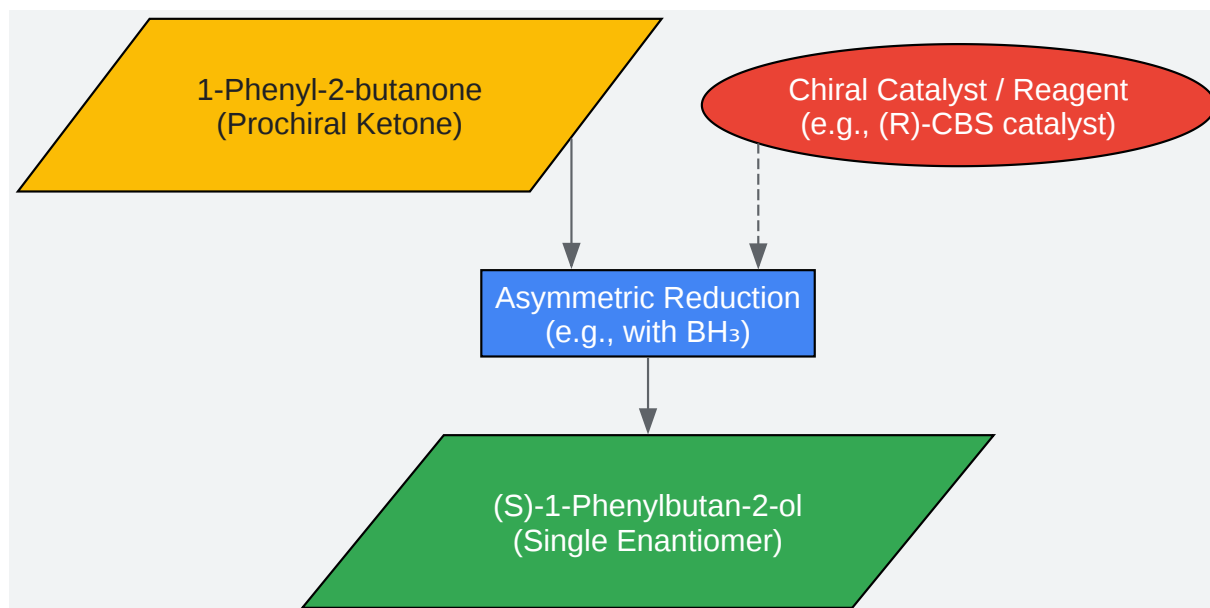 1-Phenyl-2-butanone
(Prochiral Ketone)
Chiral Catalyst / Reagent
(e.g., (R)-CBS catalyst)
Asymmetric Reduction
(e.g., with BH₃)
(S)-1-Phenylbutan-2-ol
(Single Enantiomer)